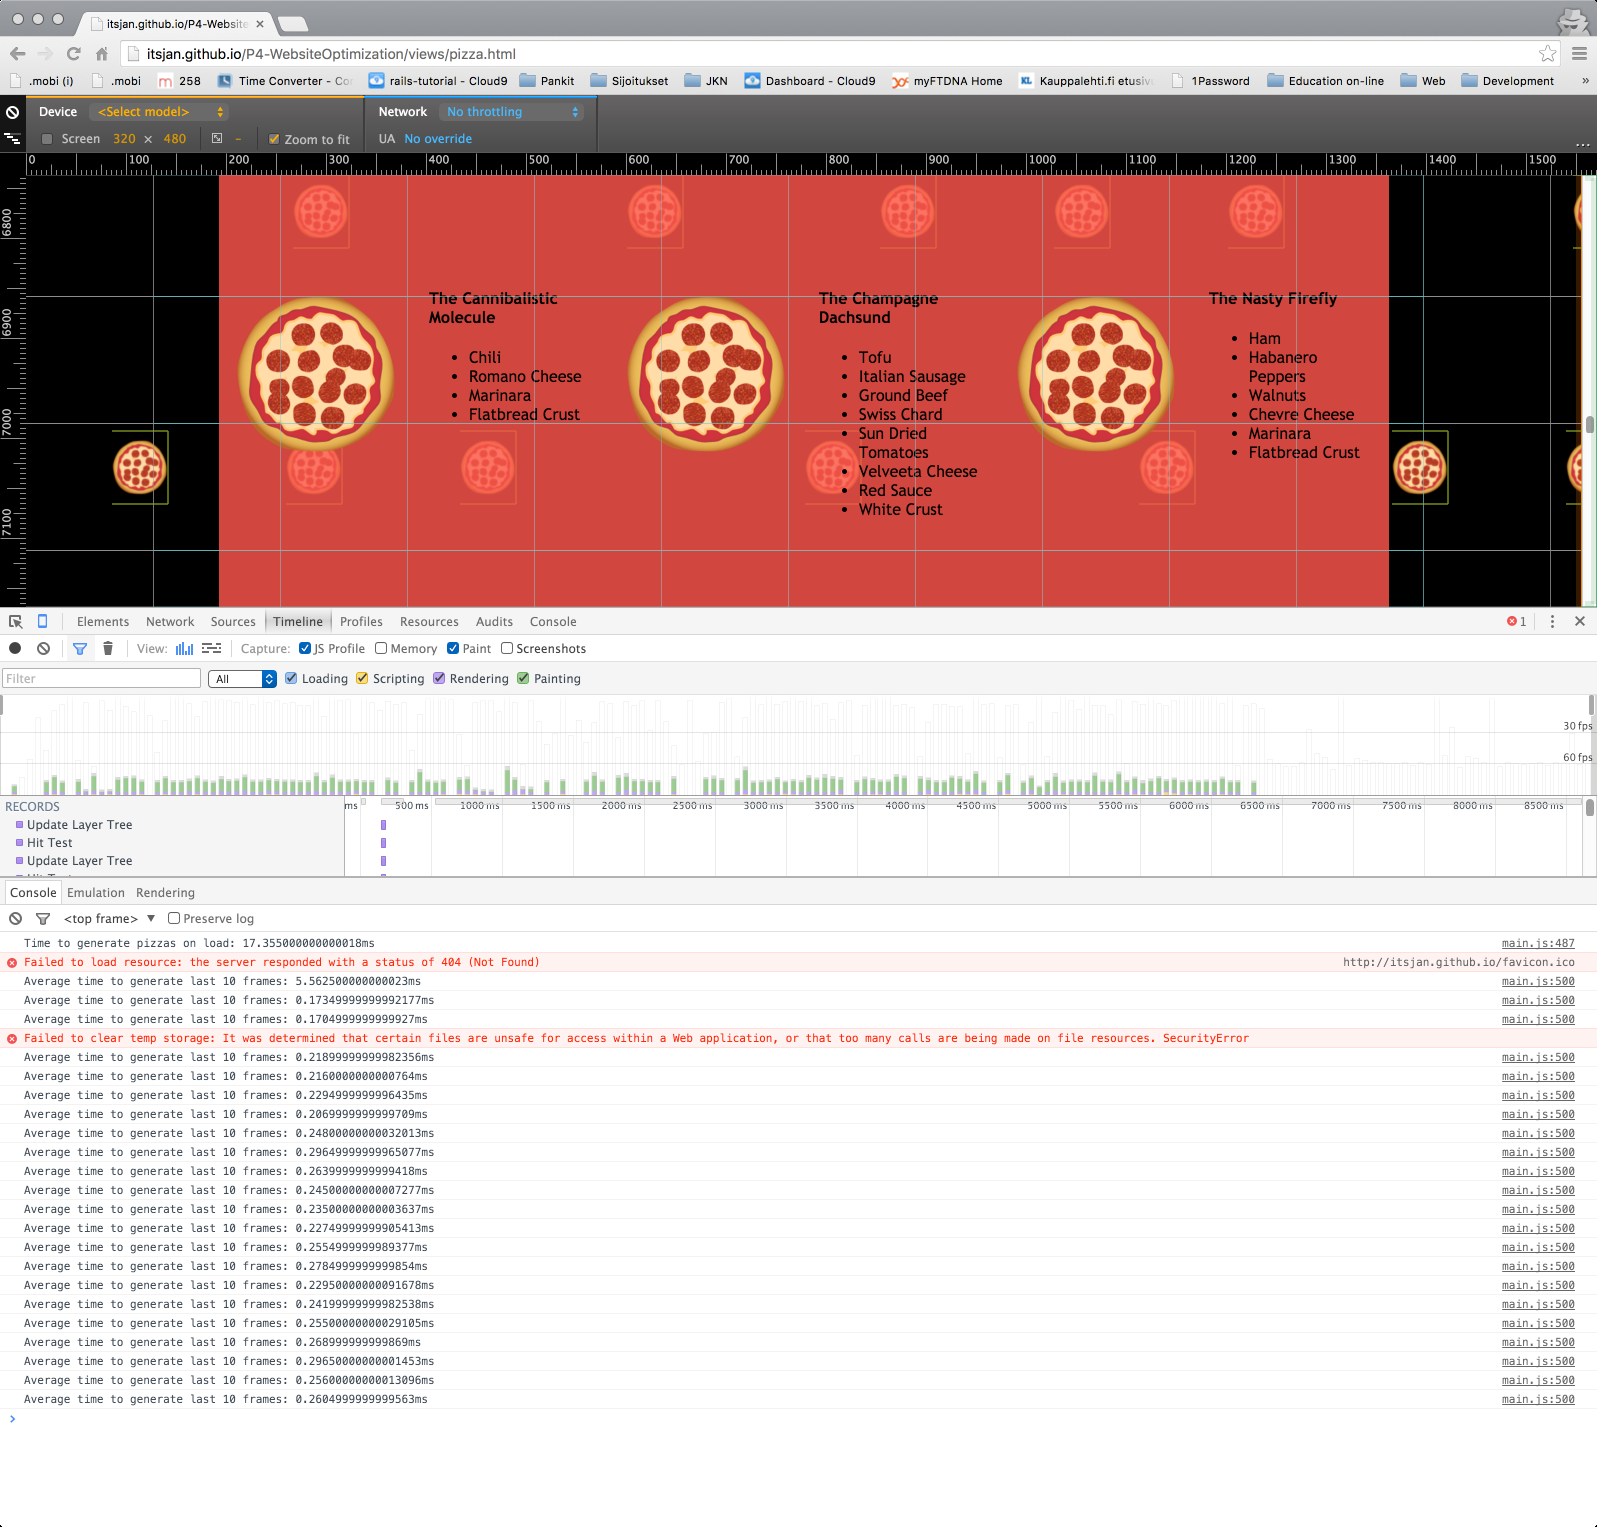 itsjan.github.io/P4-Website
itsjan.github.io/P4-WebsiteOptimization/views/pizza.html
.mobi (i) .mobi m 258 Time Converter - Co rails-tutorial - Cloud9 Pankit Sijoitukset JKN Dashboard - Cloud9 myFTDNA Home KL Kauppalehti.fi etusivu 1Password Education on-line Web Development »
Device <Select model> Network No throttling
Screen 320 × 480 – Zoom to fit UA No override ...
0 100 200 300 400 500 600 700 800 900 1000 1100 1200 1300 1400 1500
6800
6900
7000
7100
The Cannibalistic
Molecule
• Chili
• Romano Cheese
• Marinara
• Flatbread Crust
The Champagne
Dachsund
• Tofu
• Italian Sausage
• Ground Beef
• Swiss Chard
• Sun Dried
Tomatoes
• Velveeta Cheese
• Red Sauce
• White Crust
The Nasty Firefly
• Ham
• Habanero
Peppers
• Walnuts
• Chevre Cheese
• Marinara
• Flatbread Crust
Elements Network Sources Timeline Profiles Resources Audits Console 1
View: Capture: JS Profile Memory Paint Screenshots
Filter All Loading Scripting Rendering Painting
30 fps
60 fps
RECORDS ms 500 ms 1000 ms 1500 ms 2000 ms 2500 ms 3000 ms 3500 ms 4000 ms 4500 ms 5000 ms 5500 ms 6000 ms 6500 ms 7000 ms 7500 ms 8000 ms 8500 ms
Update Layer Tree
Hit Test
Update Layer Tree
Hit Test
Console Emulation Rendering
<top frame> ▼ Preserve log
Time to generate pizzas on load: 17.355000000000018ms main.js:487
Failed to load resource: the server responded with a status of 404 (Not Found) http://itsjan.github.io/favicon.ico
Average time to generate last 10 frames: 5.562500000000023ms main.js:500
Average time to generate last 10 frames: 0.17349999999992177ms main.js:500
Average time to generate last 10 frames: 0.1704999999999927ms main.js:500
Failed to clear temp storage: It was determined that certain files are unsafe for access within a Web application, or that too many calls are being made on file resources. SecurityError
Average time to generate last 10 frames: 0.21899999999982356ms main.js:500
Average time to generate last 10 frames: 0.2160000000000764ms main.js:500
Average time to generate last 10 frames: 0.2294999999996435ms main.js:500
Average time to generate last 10 frames: 0.2069999999999709ms main.js:500
Average time to generate last 10 frames: 0.24800000000032013ms main.js:500
Average time to generate last 10 frames: 0.29649999999965077ms main.js:500
Average time to generate last 10 frames: 0.2639999999999418ms main.js:500
Average time to generate last 10 frames: 0.24500000000007277ms main.js:500
Average time to generate last 10 frames: 0.23500000000003637ms main.js:500
Average time to generate last 10 frames: 0.22749999999905413ms main.js:500
Average time to generate last 10 frames: 0.2554999999989377ms main.js:500
Average time to generate last 10 frames: 0.2784999999999854ms main.js:500
Average time to generate last 10 frames: 0.22950000000091678ms main.js:500
Average time to generate last 10 frames: 0.24199999999982538ms main.js:500
Average time to generate last 10 frames: 0.25500000000029105ms main.js:500
Average time to generate last 10 frames: 0.268999999999869ms main.js:500
Average time to generate last 10 frames: 0.29650000000001453ms main.js:500
Average time to generate last 10 frames: 0.25600000000013096ms main.js:500
Average time to generate last 10 frames: 0.2604999999999563ms main.js:500